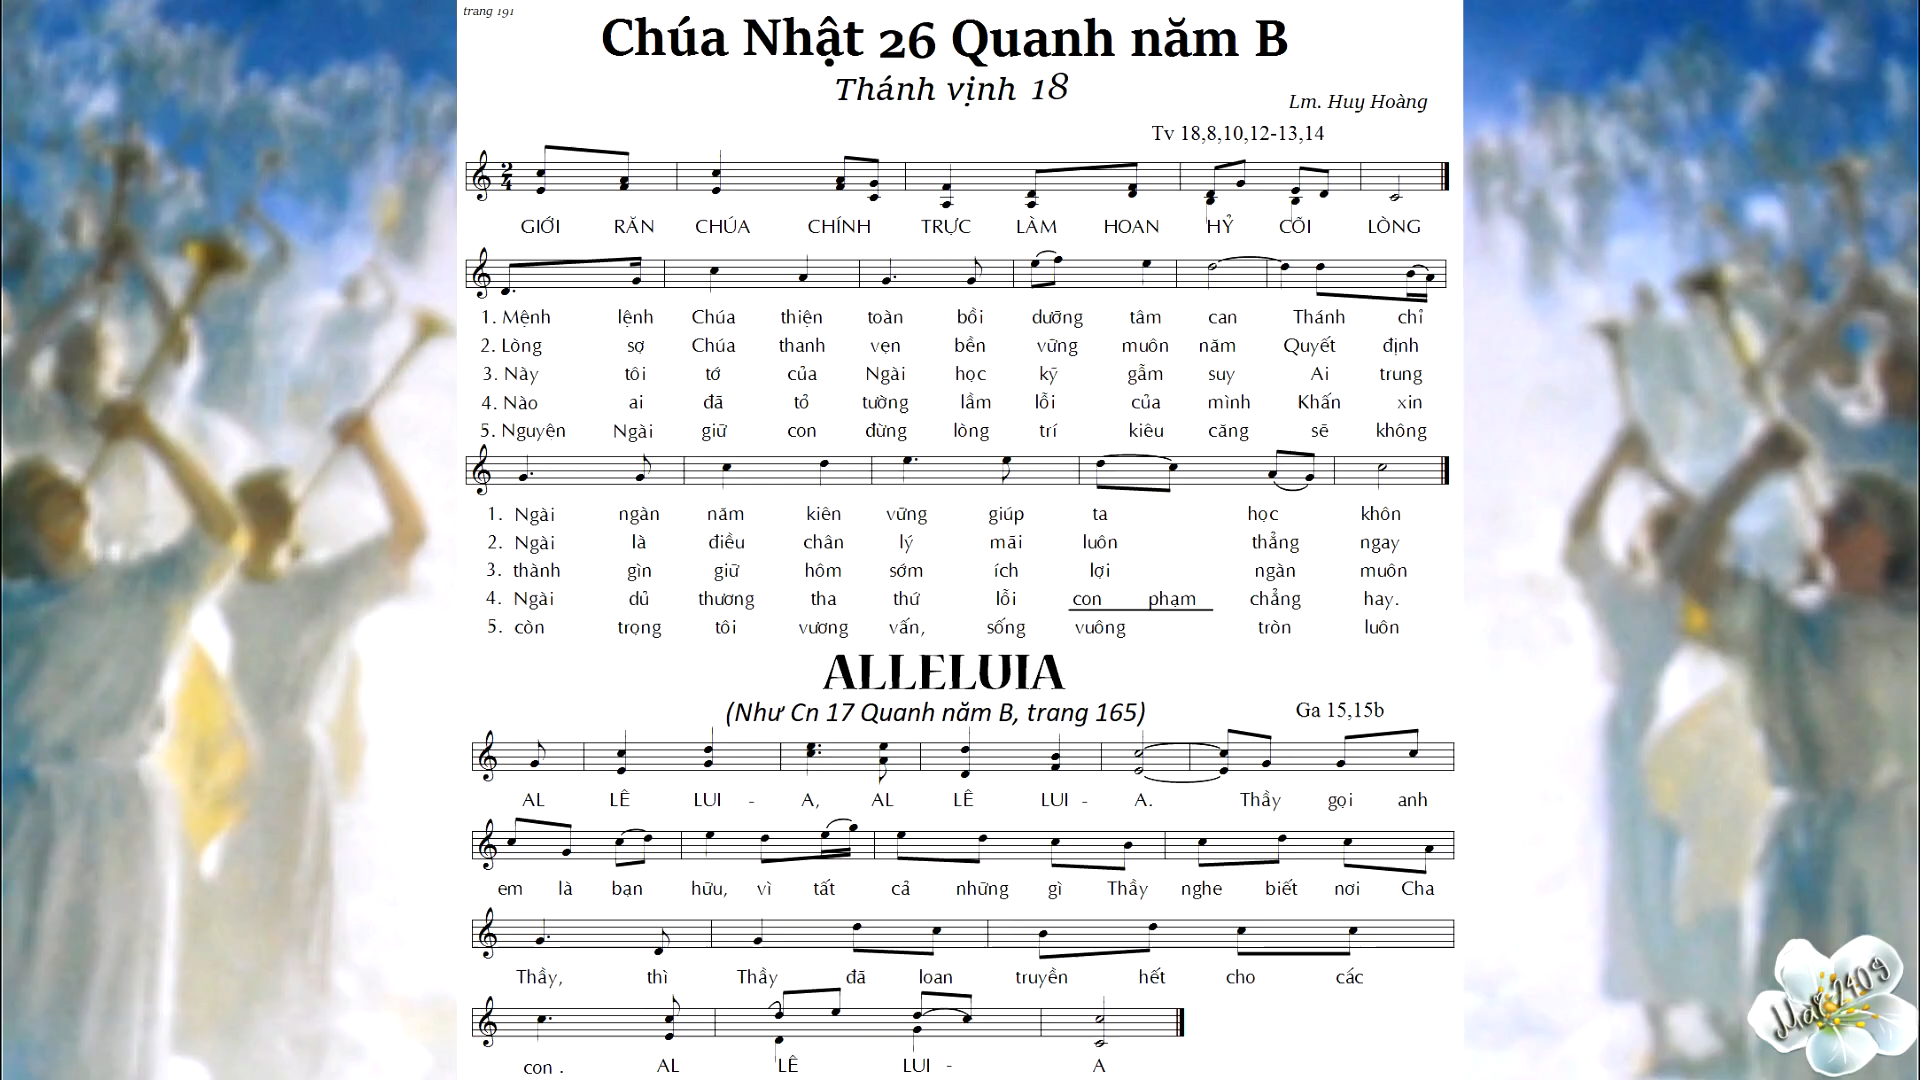 trang 191
Chúa Nhật 26 Quanh năm B
Thánh vịnh 18
Lm. Huy Hoàng
Tv 18,8,10,12-13,14
GIỚI RĂN CHÚA CHÍNH TRỰC LÀM HOAN HỶ CÕI LÒNG
1. Mệnh lệnh Chúa thiện toàn bồi dưỡng tâm can Thánh chỉ
2. Lòng sợ Chúa thanh vẹn bền vững muôn năm Quyết định
3. Này tôi tớ của Ngài học kỹ gẫm suy Ai trung
4. Nào ai đã tỏ tường lầm lỗi của mình Khấn xin
5. Nguyện Ngài giữ con đừng lòng trí kiêu căng sẽ không
1. Ngài ngàn năm kiên vững giúp ta học khôn
2. Ngài là điều chân lý mãi luôn thẳng ngay
3. thành gìn giữ hôm sớm ích lợi ngàn muôn
4. Ngài dủ thương tha thứ lỗi con phạm chẳng hay.
5. còn trọng tôi vương vấn, sống vuông tròn luôn
ALLELUIA
(Như Cn 17 Quanh năm B, trang 165)
Ga 15,15b
AL LÊ LUI - A, AL LÊ LUI - A. Thầy gọi anh
em là bạn hữu, vì tất cả những gì Thầy nghe biết nơi Cha
Thầy, thì Thầy đã loan truyền hết cho các
con . AL LÊ LUI - A
Mai 2409